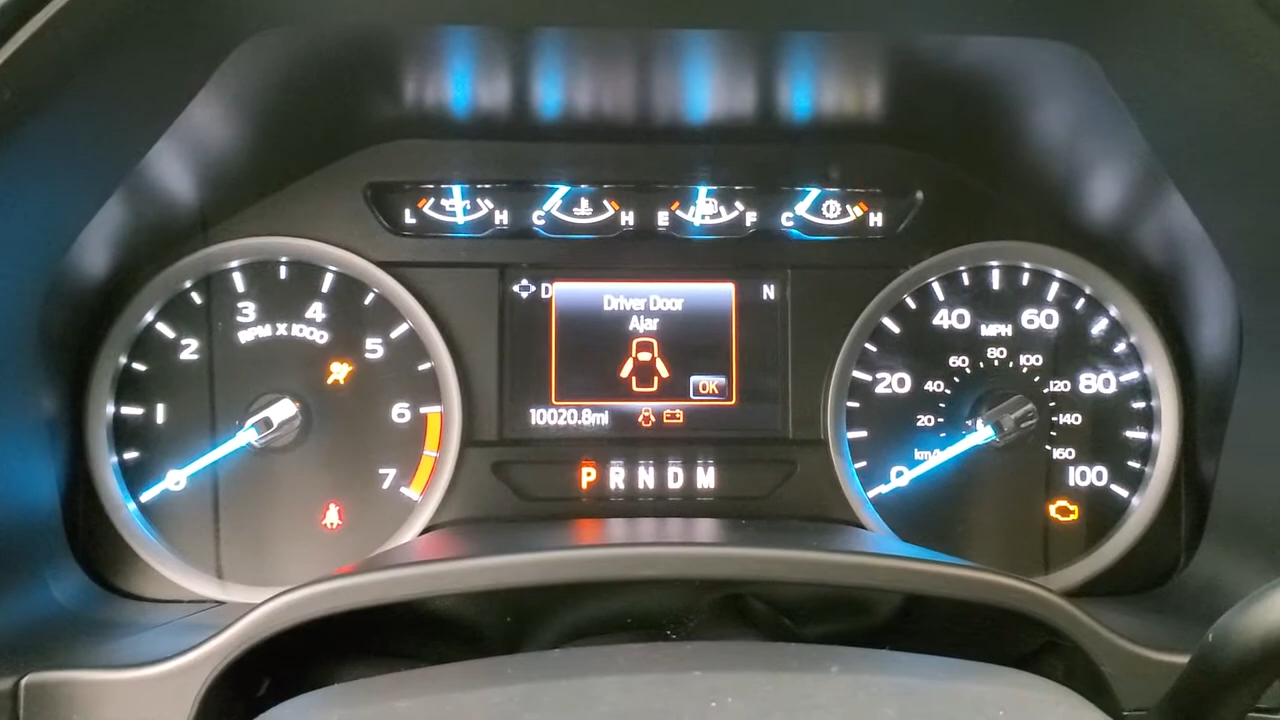 L H C H E F C H
D
N
Driver Door
Ajar
OK
10020.8mi
P R N D M
0 1 2 3 4 5 6 7
RPM X 1000
0 20 40 60 80 100
MPH
20 40 60 80 100 120 140 160